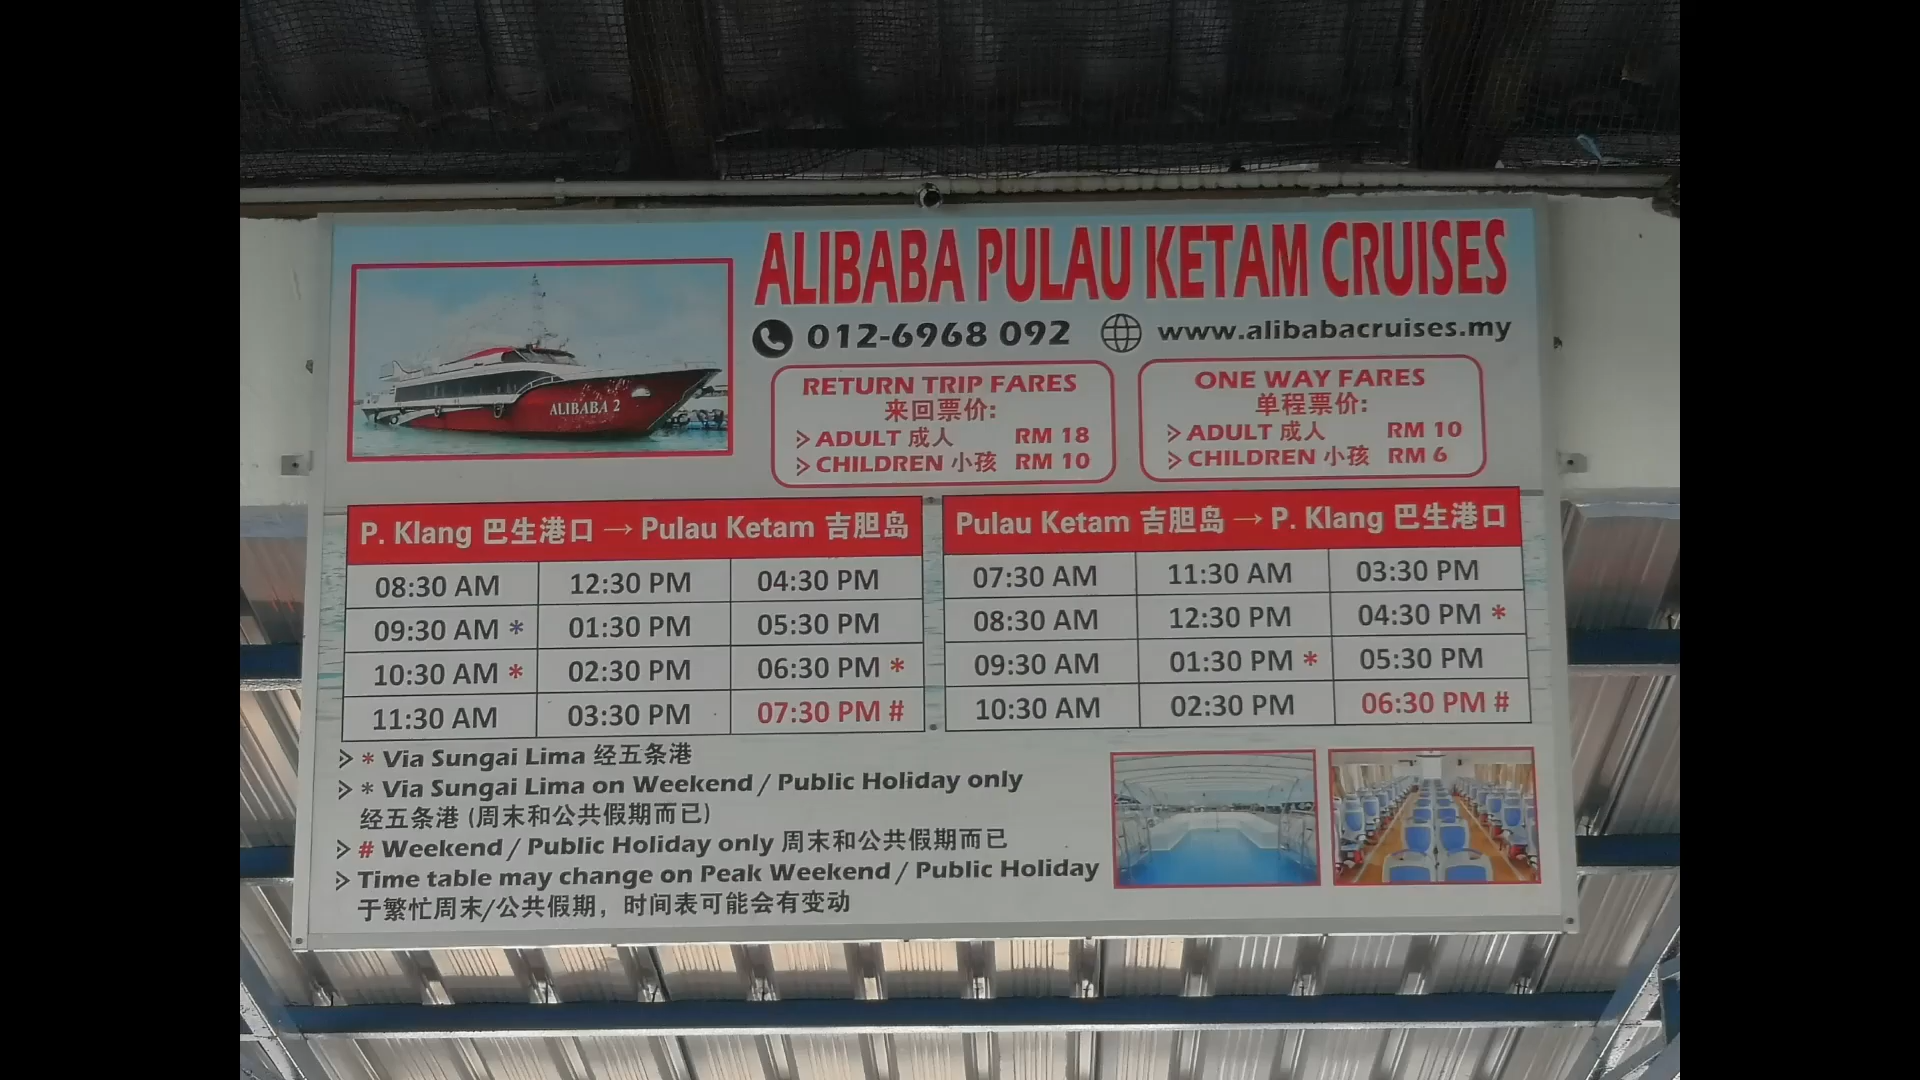 ALIBABA PULAU KETAM CRUISES
012-6968 092 www.alibabacruises.my
ALIBABA 2
RETURN TRIP FARES
来回票价:
ADULT 成人 RM 18
CHILDREN 小孩 RM 10
ONE WAY FARES
单程票价:
ADULT 成人 RM 10
CHILDREN 小孩 RM 6
P. Klang 巴生港口 → Pulau Ketam 吉胆岛
08:30 AM 12:30 PM 04:30 PM
09:30 AM * 01:30 PM 05:30 PM
10:30 AM * 02:30 PM 06:30 PM *
11:30 AM 03:30 PM 07:30 PM #
Pulau Ketam 吉胆岛 → P. Klang 巴生港口
07:30 AM 11:30 AM 03:30 PM
08:30 AM 12:30 PM 04:30 PM *
09:30 AM 01:30 PM * 05:30 PM
10:30 AM 02:30 PM 06:30 PM #
* Via Sungai Lima 经五条港
* Via Sungai Lima on Weekend / Public Holiday only
经五条港 (周末和公共假期而已)
# Weekend / Public Holiday only 周末和公共假期而已
Time table may change on Peak Weekend / Public Holiday
于繁忙周末/公共假期，时间表可能会有变动